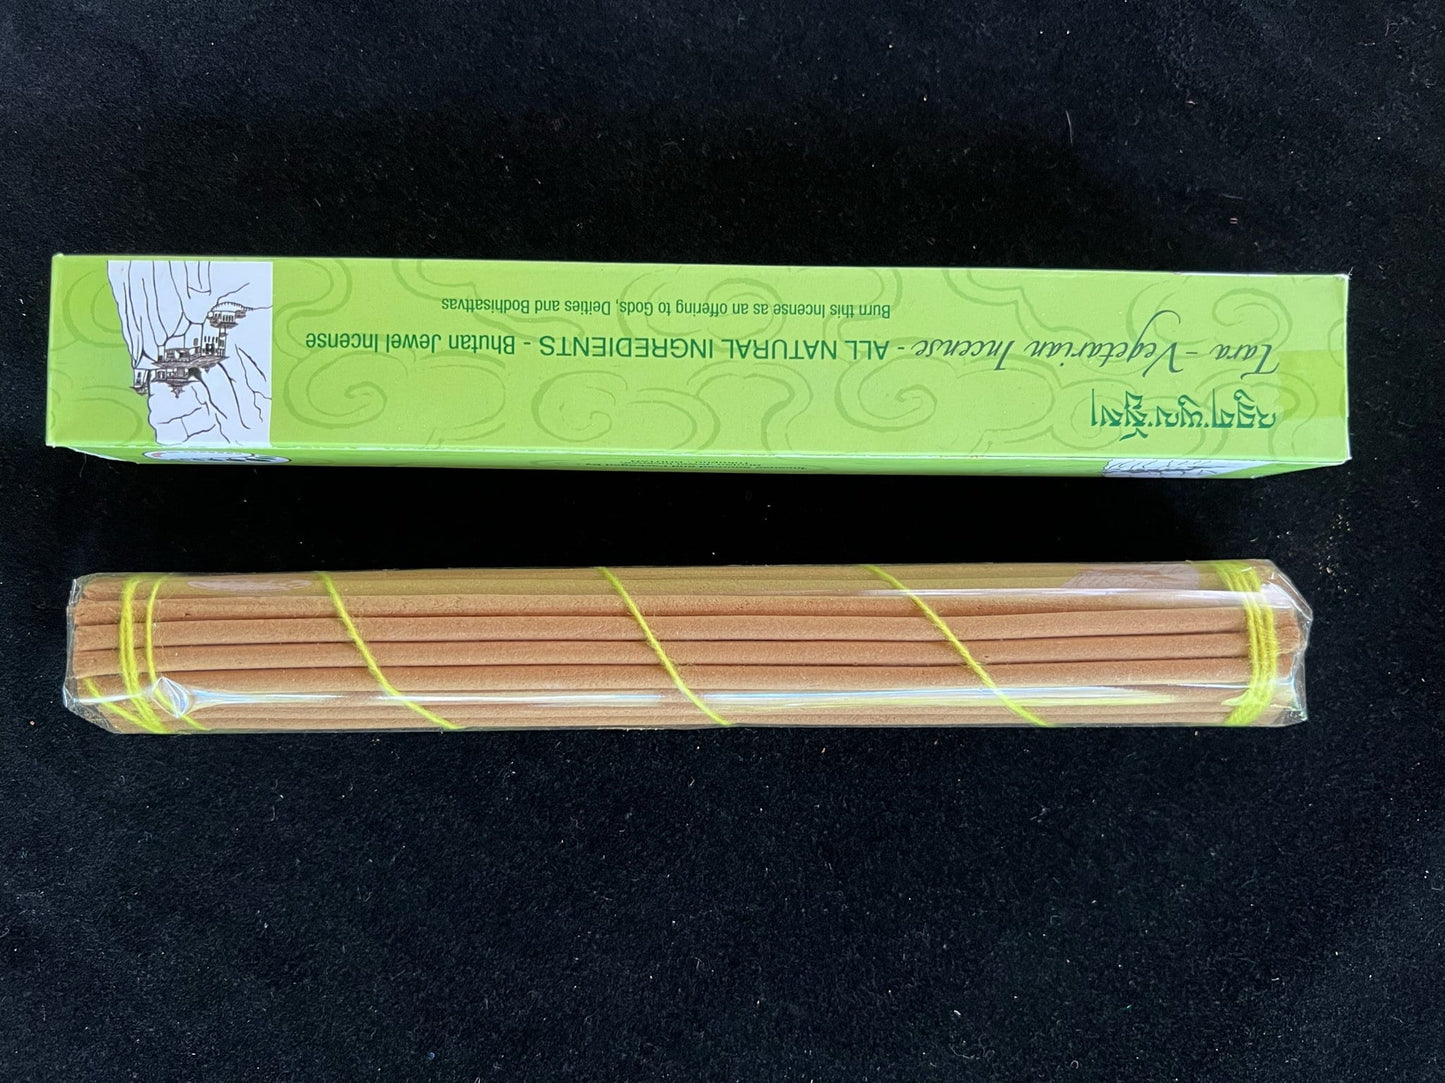 འབྲུག་ཡུལ་སྤོས།
Tara - Vegetarian Incense - ALL NATURAL INGREDIENTS - Bhutan Jewel Incense
Burn this Incense as an offering to Gods, Deities and Bodhisattvas